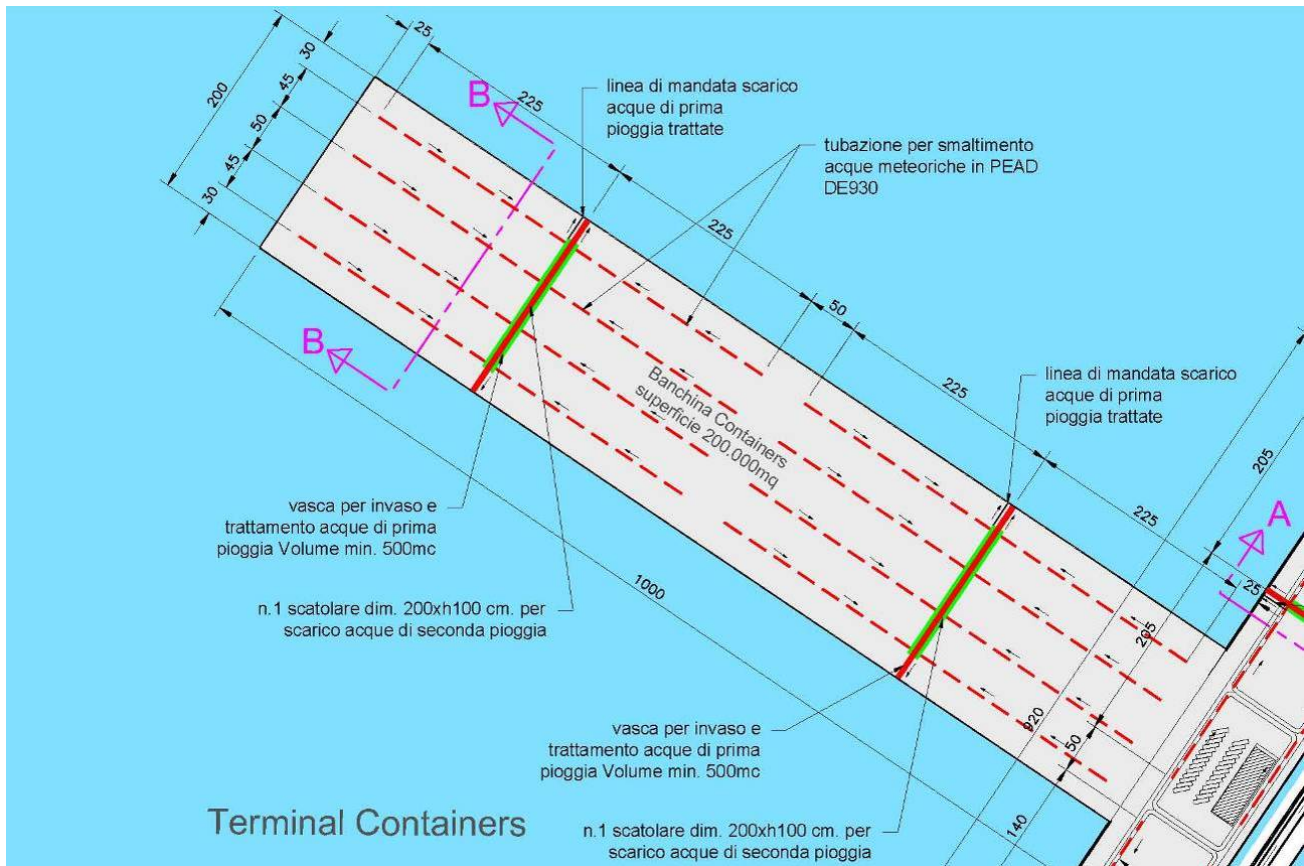 25
30
45
200
50
45
30
225
B
linea di mandata scarico
acque di prima
pioggia trattate
tubazione per smaltimento
acque meteoriche in PEAD
DE930
225
50
B
225
linea di mandata scarico
acque di prima
pioggia trattate
Banchina Containers
superficie 200.000mq
205
vasca per invaso e
trattamento acque di prima
pioggia Volume min. 500mc
225
A
1000
25
n.1 scatolare dim. 200xh100 cm. per
scarico acque di seconda pioggia
205
vasca per invaso e
trattamento acque di prima
pioggia Volume min. 500mc
920
50
140
Terminal Containers
n.1 scatolare dim. 200xh100 cm. per
scarico acque di seconda pioggia